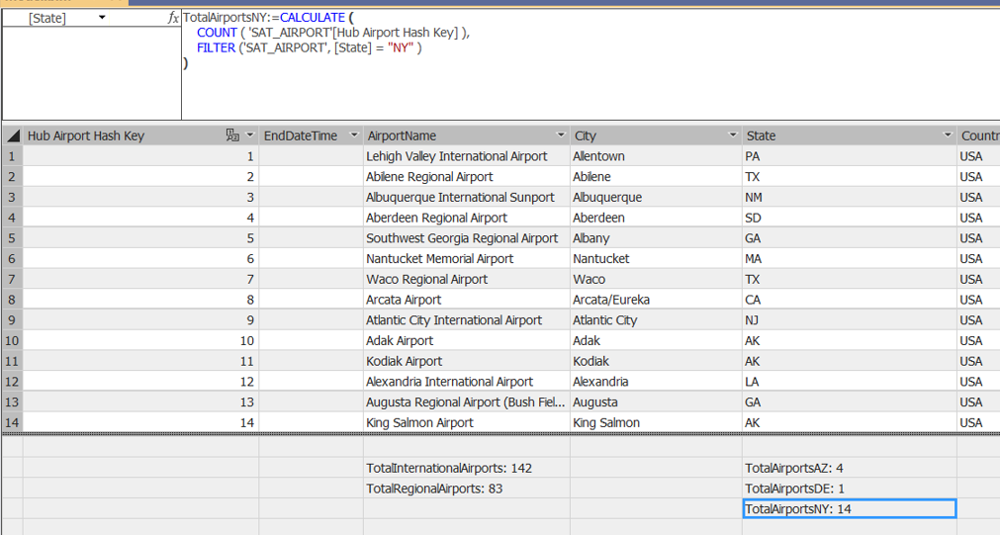 [State]
fx
TotalAirportsNY:=CALCULATE (
COUNT ( 'SAT_AIRPORT'[Hub Airport Hash Key] ),
FILTER ('SAT_AIRPORT', [State] = "NY" )
)
Hub Airport Hash Key EndDateTime AirportName City State Countr
1 1 Lehigh Valley International Airport Allentown PA USA
2 2 Abilene Regional Airport Abilene TX USA
3 3 Albuquerque International Sunport Albuquerque NM USA
4 4 Aberdeen Regional Airport Aberdeen SD USA
5 5 Southwest Georgia Regional Airport Albany GA USA
6 6 Nantucket Memorial Airport Nantucket MA USA
7 7 Waco Regional Airport Waco TX USA
8 8 Arcata Airport Arcata/Eureka CA USA
9 9 Atlantic City International Airport Atlantic City NJ USA
10 10 Adak Airport Adak AK USA
11 11 Kodiak Airport Kodiak AK USA
12 12 Alexandria International Airport Alexandria LA USA
13 13 Augusta Regional Airport (Bush Fiel... Augusta GA USA
14 14 King Salmon Airport King Salmon AK USA
TotalInternationalAirports: 142 TotalAirportsAZ: 4
TotalRegionalAirports: 83 TotalAirportsDE: 1
TotalAirportsNY: 14